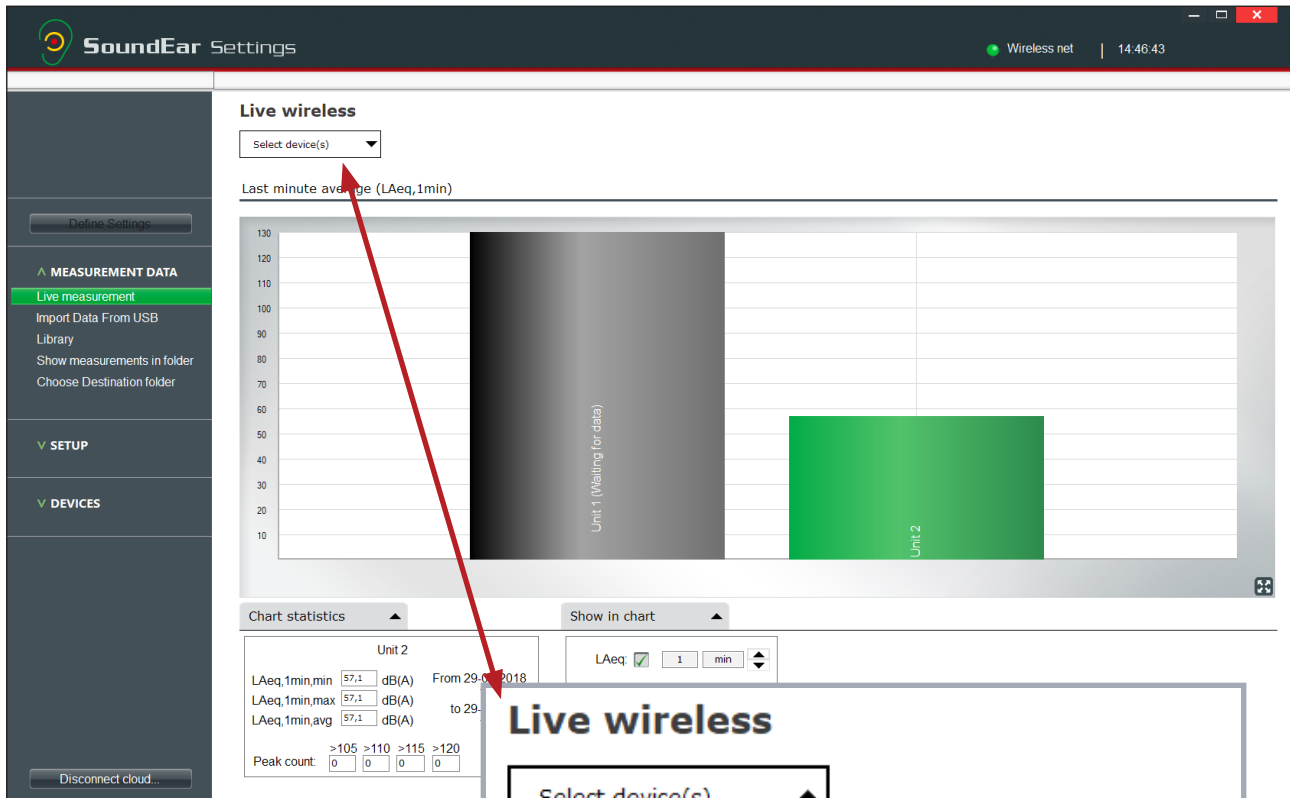 SoundEar Settings
Wireless net | 14:46:43
Live wireless
Select device(s)
Last minute average (LAeq,1min)
Define Settings
∧ MEASUREMENT DATA
Live measurement
Import Data From USB
Library
Show measurements in folder
Choose Destination folder
∨ SETUP
∨ DEVICES
Disconnect cloud...
130
120
110
100
90
80
70
60
50
40
30
20
10
Unit 1 (Waiting for data)
Unit 2
Chart statistics
Show in chart
Unit 2
LAeq,1min,min 57,1 dB(A) From 29- 2018
LAeq,1min,max 57,1 dB(A)
LAeq,1min,avg 57,1 dB(A) to 29-
>105 >110 >115 >120
Peak count: 0 0 0 0
LAeq: 1 min
Live wireless
Select device(s)